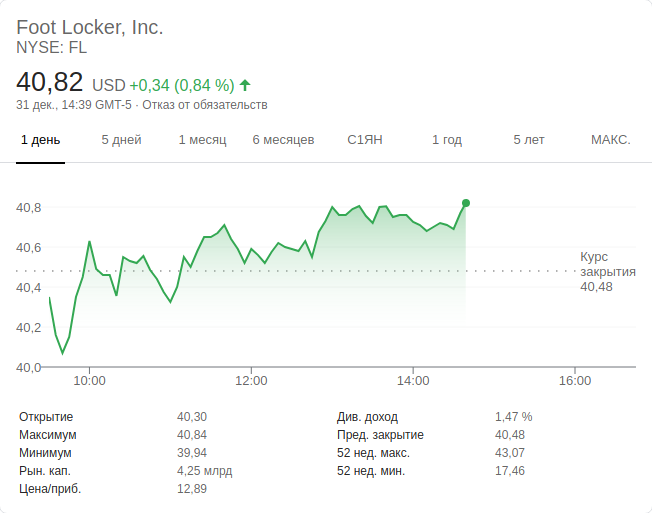 Foot Locker, Inc.
NYSE: FL
40,82 USD +0,34 (0,84 %)
31 дек., 14:39 GMT-5 · Отказ от обязательств
1 день 5 дней 1 месяц 6 месяцев С1ЯН 1 год 5 лет МАКС.
40,8
40,6
40,4
40,2
40,0
Курс
закрытия
40,48
10:00 12:00 14:00 16:00
Открытие 40,30 Див. доход 1,47 %
Максимум 40,84 Пред. закрытие 40,48
Минимум 39,94 52 нед. макс. 43,07
Рын. кап. 4,25 млрд 52 нед. мин. 17,46
Цена/приб. 12,89